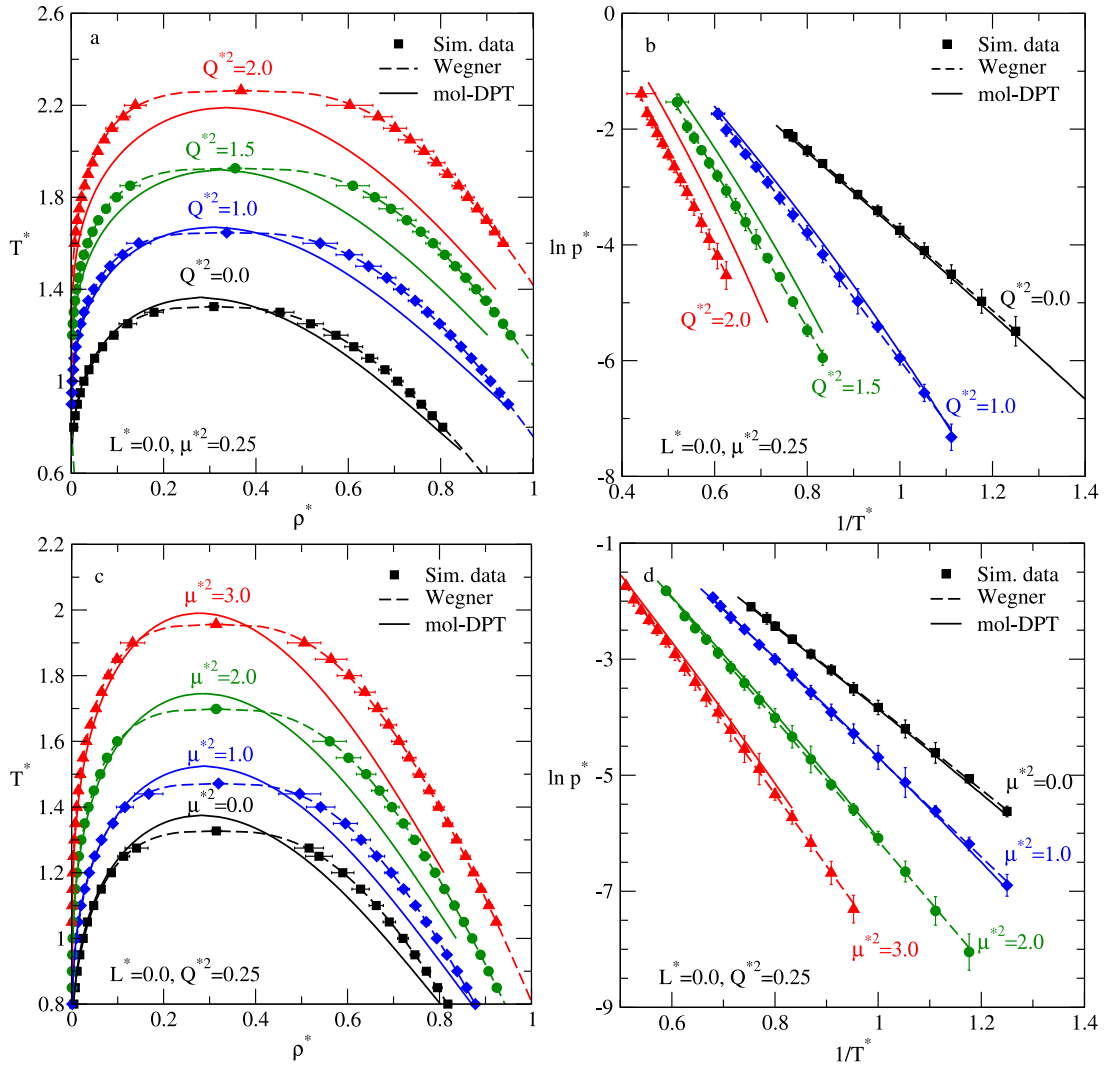 a
Sim. data
Wegner
mol-DPT
Q*2=2.0
Q*2=1.5
Q*2=1.0
Q*2=0.0
L*=0.0, μ*2=0.25
T*
2.6
2.2
1.8
1.4
1
0.6
0 0.2 0.4 0.6 0.8 1
ρ*
b
Sim. data
Wegner
mol-DPT
Q*2=0.0
Q*2=2.0
Q*2=1.5
Q*2=1.0
L*=0.0, μ*2=0.25
ln p*
0
-2
-4
-6
-8
0.4 0.6 0.8 1 1.2 1.4
1/T*
c
Sim. data
Wegner
mol-DPT
μ*2=3.0
μ*2=2.0
μ*2=1.0
μ*2=0.0
L*=0.0, Q*2=0.25
T*
2.2
2
1.8
1.6
1.4
1.2
1
0.8
0 0.2 0.4 0.6 0.8 1
ρ*
d
Sim. data
Wegner
mol-DPT
μ*2=0.0
μ*2=1.0
μ*2=2.0
μ*2=3.0
L*=0.0, Q*2=0.25
ln p*
-1
-3
-5
-7
-9
0.6 0.8 1 1.2 1.4
1/T*